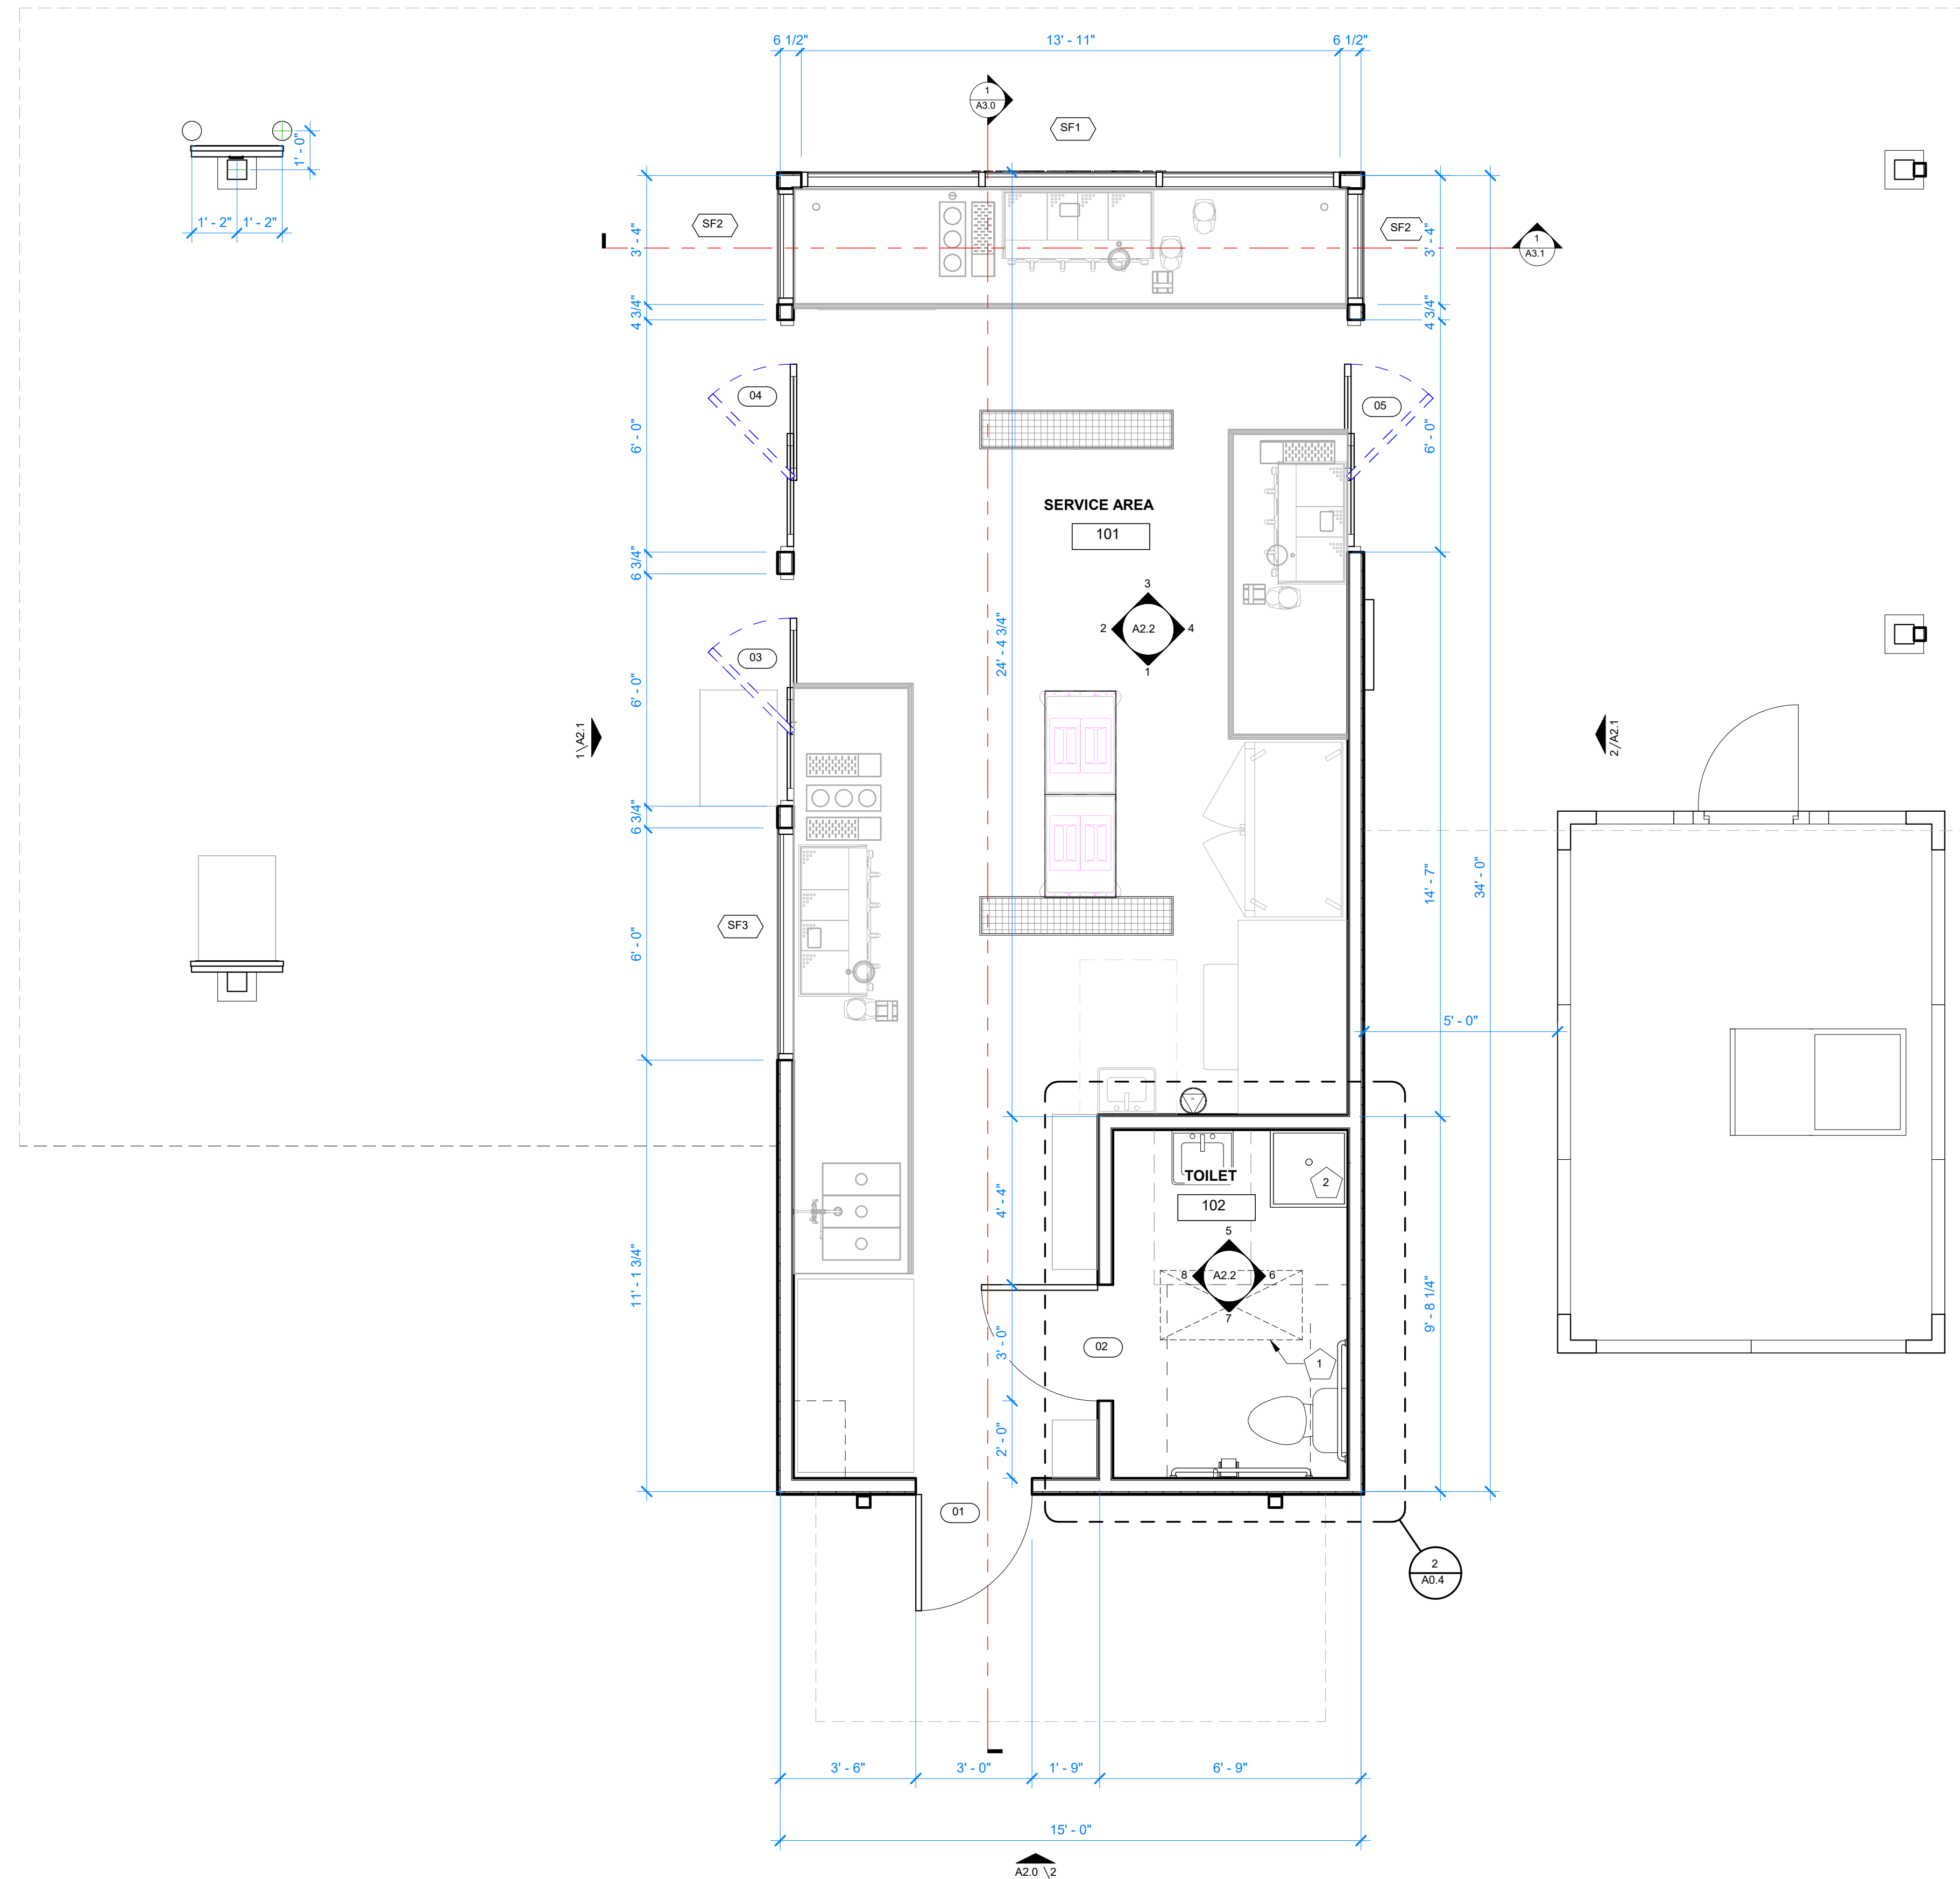 6 1/2"
13' - 11"
6 1/2"
1
A3.0
SF1
1' - 0"
1' - 2"
1' - 2"
SF2
3' - 4"
SF2
3' - 4"
1
A3.1
4 3/4"
4 3/4"
04
05
6' - 0"
6' - 0"
SERVICE AREA
101
6 3/4"
3
2
A2.2
4
1
24' - 4 3/4"
03
6' - 0"
1\A2.1
2/A2.1
6 3/4"
14' - 7"
34' - 0"
SF3
6' - 0"
5' - 0"
TOILET
2
102
4' - 4"
5
8
A2.2
6
7
11' - 1 3/4"
9' - 8 1/4"
3' - 0"
02
1
2' - 0"
01
2
A0.4
3' - 6"
3' - 0"
1' - 9"
6' - 9"
15' - 0"
A2.0 \2